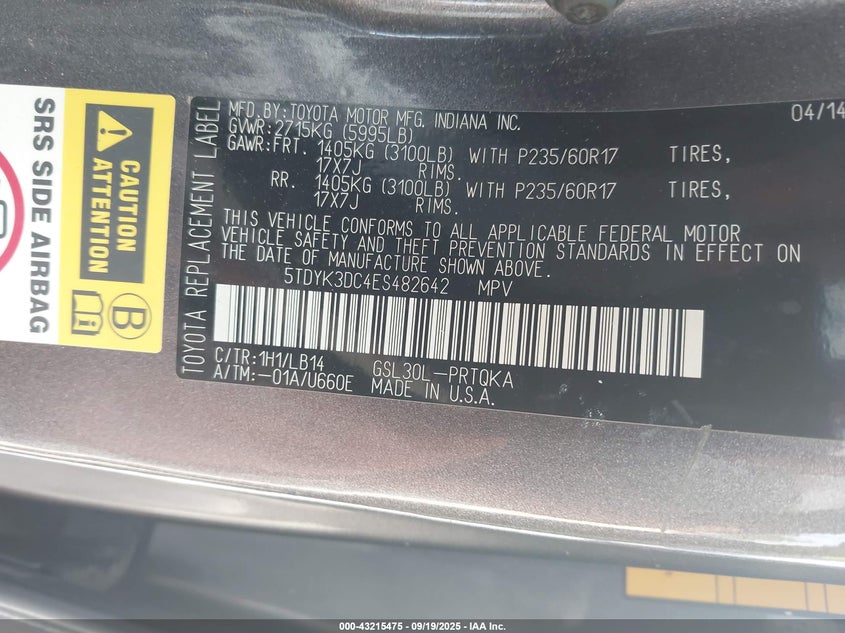 SRS SIDE AIRBAG
CAUTION
ATTENTION
B
TOYOTA REPLACEMENT LABEL
MFD.BY:TOYOTA MOTOR MFG. INDIANA INC. 04/14
GVWR:2715KG (5995LB)
GAWR:FRT. 1405KG (3100LB) WITH P235/60R17 TIRES,
17X7J RIMS.
RR. 1405KG (3100LB) WITH P235/60R17 TIRES,
17X7J RIMS.
THIS VEHICLE CONFORMS TO ALL APPLICABLE FEDERAL MOTOR
VEHICLE SAFETY AND THEFT PREVENTION STANDARDS IN EFFECT ON
THE DATE OF MANUFACTURE SHOWN ABOVE.
5TDYK3DC4ES482642 MPV
C/TR:1H1/LB14 GSL30L-PRTQKA
A/TM:-01A/U660E MADE IN U.S.A.
000-43215475 - 09/19/2025 - IAA Inc.